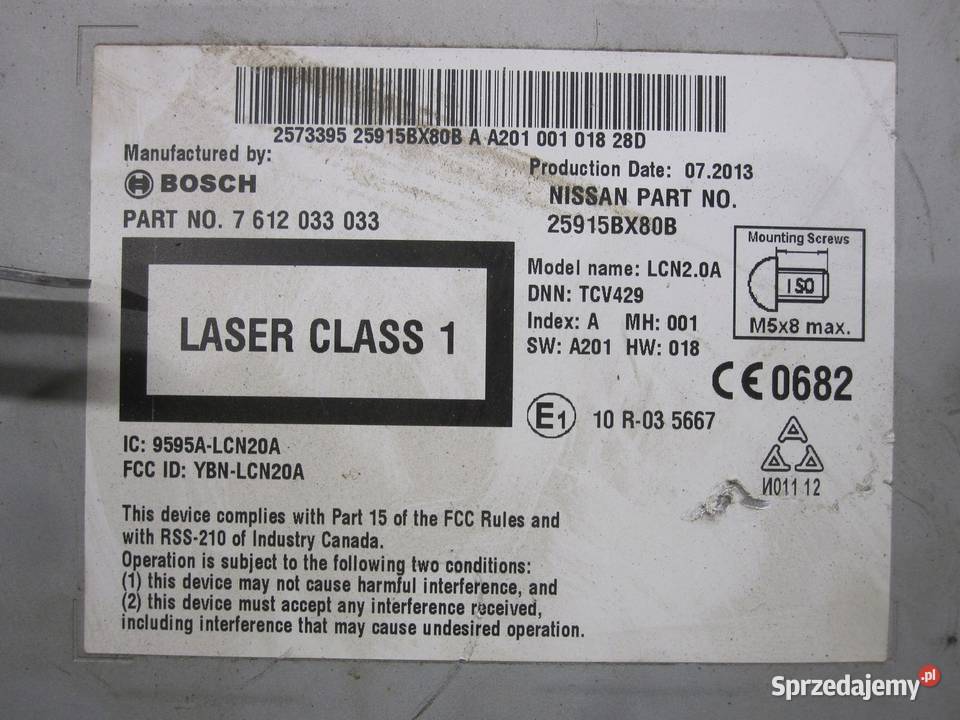 2573395 25915BX80B A A201 001 018 28D
Manufactured by:
BOSCH
PART NO. 7 612 033 033
Production Date: 07.2013
NISSAN PART NO.
25915BX80B
Model name: LCN2.0A
DNN: TCV429
Index: A MH: 001
SW: A201 HW: 018
Mounting Screws
ISO
M5x8 max.
LASER CLASS 1
CE 0682
E1 10 R-03 5667
И011 12
IC: 9595A-LCN20A
FCC ID: YBN-LCN20A
This device complies with Part 15 of the FCC Rules and
with RSS-210 of Industry Canada.
Operation is subject to the following two conditions:
(1) this device may not cause harmful interference, and
(2) this device must accept any interference received,
including interference that may cause undesired operation.
Sprzedajemy.pl